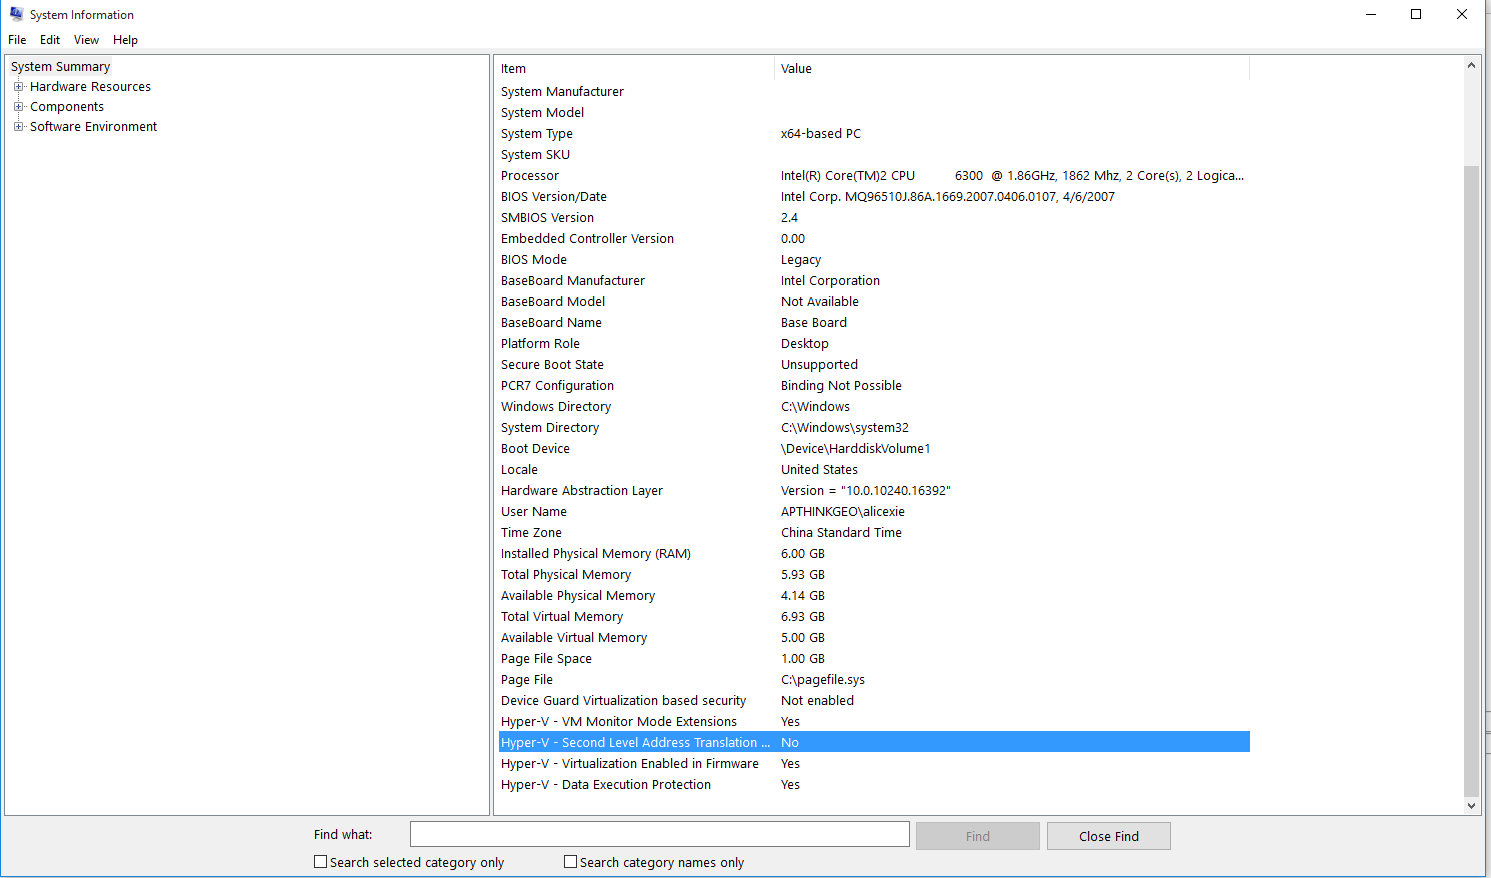 System Information
File Edit View Help
System Summary
Hardware Resources
Components
Software Environment
Item Value
System Manufacturer
System Model
System Type x64-based PC
System SKU
Processor Intel(R) Core(TM)2 CPU 6300 @ 1.86GHz, 1862 Mhz, 2 Core(s), 2 Logica...
BIOS Version/Date Intel Corp. MQ96510J.86A.1669.2007.0406.0107, 4/6/2007
SMBIOS Version 2.4
Embedded Controller Version 0.00
BIOS Mode Legacy
BaseBoard Manufacturer Intel Corporation
BaseBoard Model Not Available
BaseBoard Name Base Board
Platform Role Desktop
Secure Boot State Unsupported
PCR7 Configuration Binding Not Possible
Windows Directory C:\Windows
System Directory C:\Windows\system32
Boot Device \Device\HarddiskVolume1
Locale United States
Hardware Abstraction Layer Version = "10.0.10240.16392"
User Name APTHINKGEO\alicexie
Time Zone China Standard Time
Installed Physical Memory (RAM) 6.00 GB
Total Physical Memory 5.93 GB
Available Physical Memory 4.14 GB
Total Virtual Memory 6.93 GB
Available Virtual Memory 5.00 GB
Page File Space 1.00 GB
Page File C:\pagefile.sys
Device Guard Virtualization based security Not enabled
Hyper-V - VM Monitor Mode Extensions Yes
Hyper-V - Second Level Address Translation ... No
Hyper-V - Virtualization Enabled in Firmware Yes
Hyper-V - Data Execution Protection Yes
Find what: Find Close Find
Search selected category only Search category names only